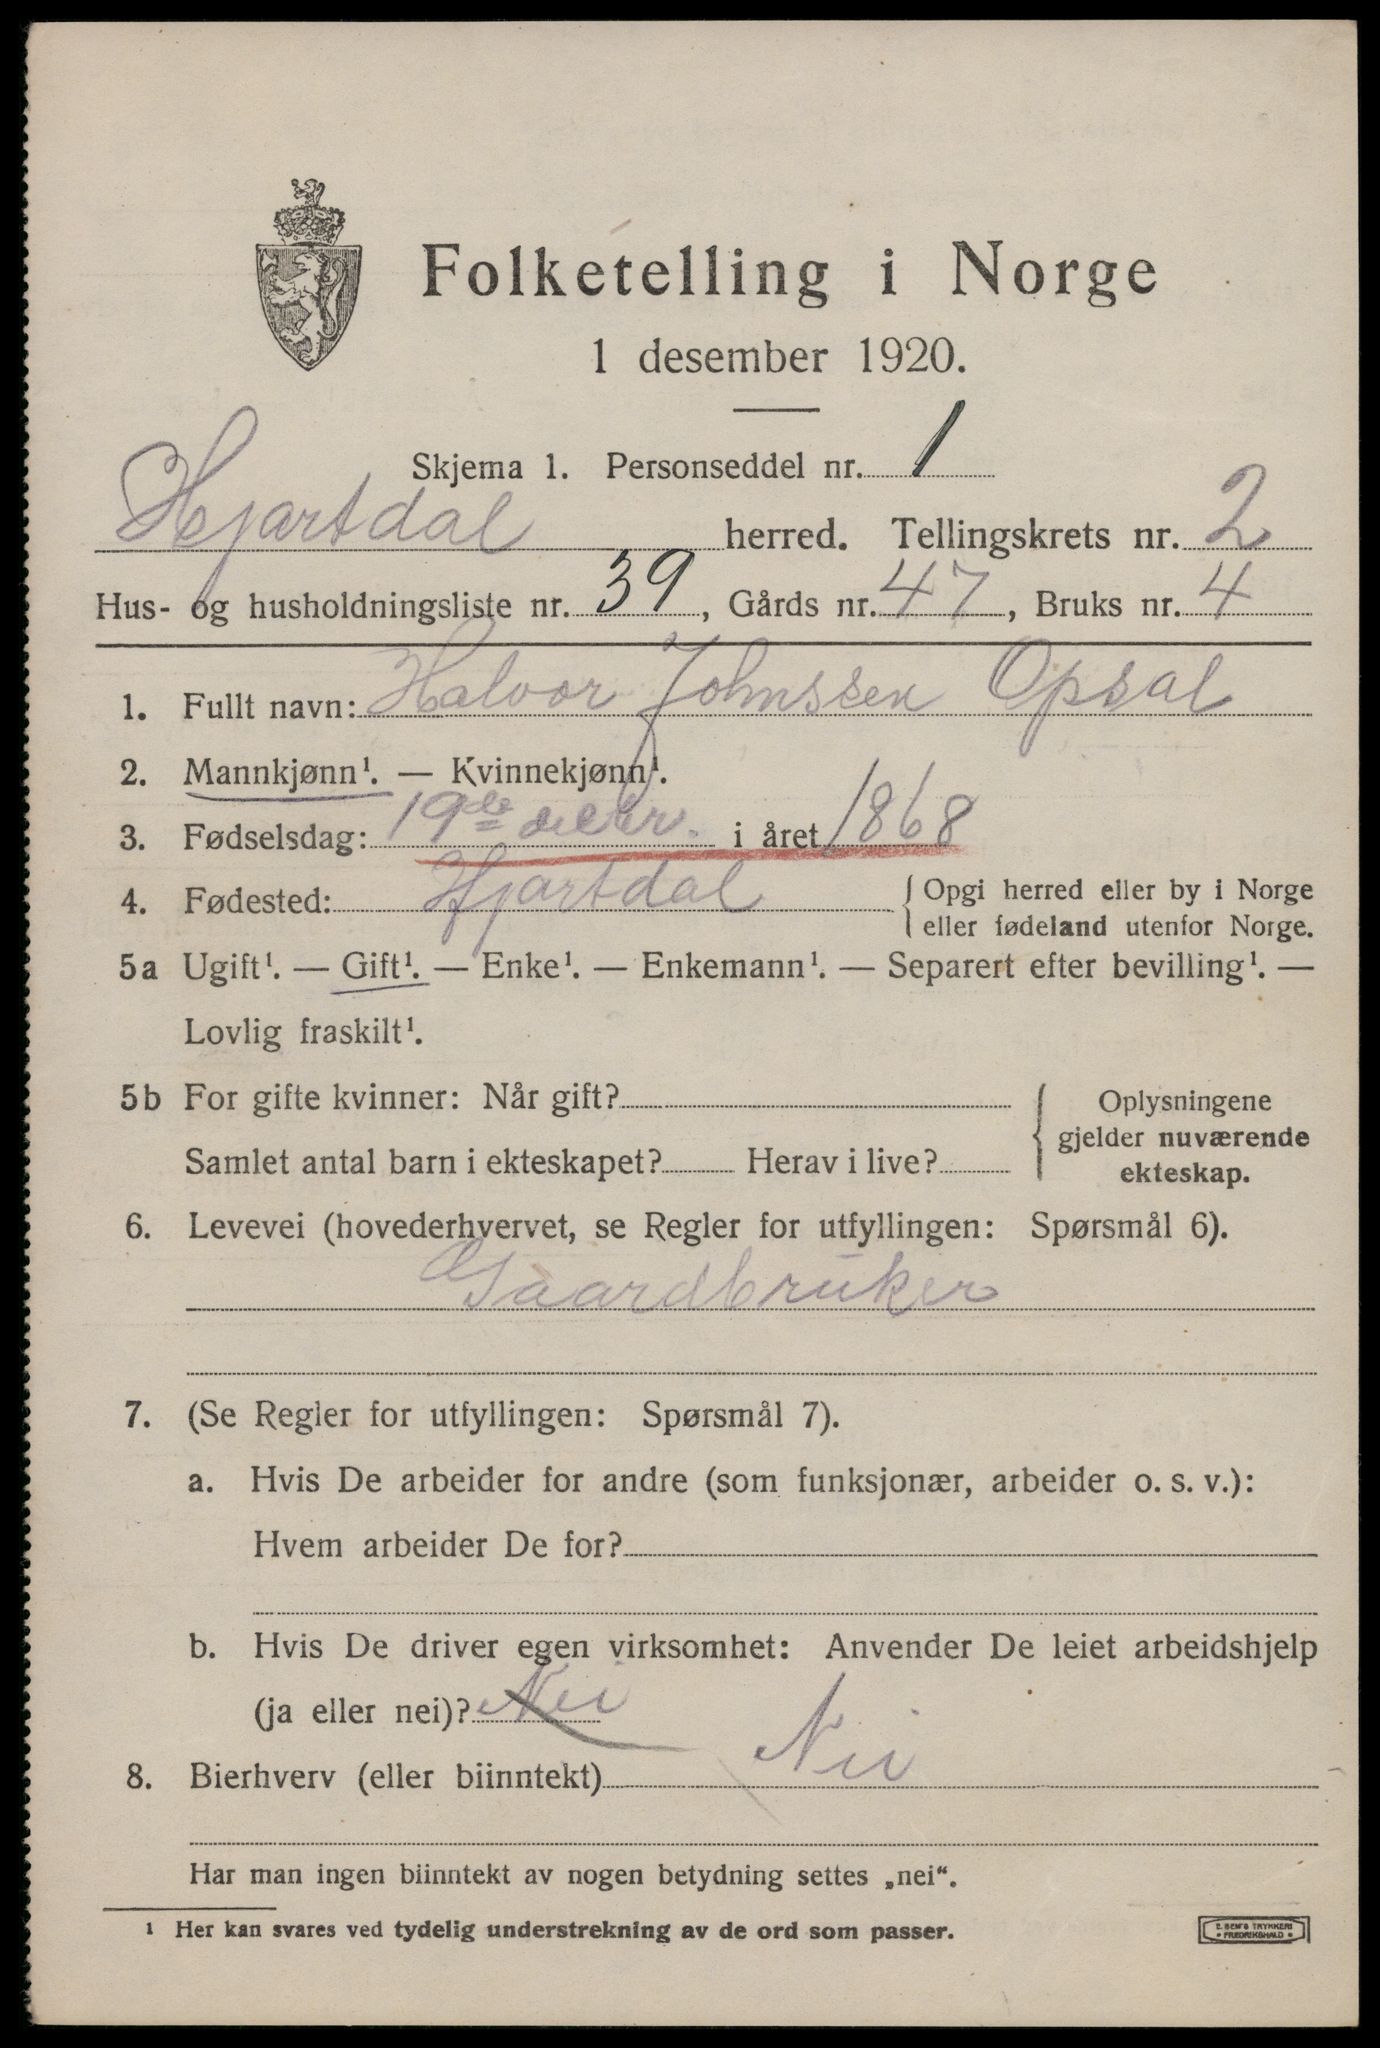 Folketelling i Norge
1 desember 1920.
Skjema 1. Personseddel nr. 1
Hjartdal herred. Tellingskrets nr. 2
Hus- og husholdningsliste nr. 39, Gårds nr. 47, Bruks nr. 4
1. Fullt navn: Halvor Johnssen Opsal
2. Mannkjønn¹. — Kvinnekjønn¹.
3. Fødselsdag: 19de decbr. i året 1868
4. Fødested: Hjartdal { Opgi herred eller by i Norge
eller fødeland utenfor Norge.
5a Ugift¹. — Gift¹. — Enke¹. — Enkemann¹. — Separert efter bevilling¹. —
Lovlig fraskilt¹.
5b For gifte kvinner: Når gift? { Oplysningene
gjelder nuværende
Samlet antal barn i ekteskapet? Herav i live? ekteskap.
6. Levevei (hovederhvervet, se Regler for utfyllingen: Spørsmål 6).
Gaardbruker
7. (Se Regler for utfyllingen: Spørsmål 7).
a. Hvis De arbeider for andre (som funksjonær, arbeider o. s. v.):
Hvem arbeider De for?
b. Hvis De driver egen virksomhet: Anvender De leiet arbeidshjelp
(ja eller nei)? Nei
8. Bierhverv (eller biinntekt) Nei
Har man ingen biinntekt av nogen betydning settes „nei“.
¹ Her kan svares ved tydelig understrekning av de ord som passer.
E. SEM'S TRYKKERI
• FREDRIKSHALD •